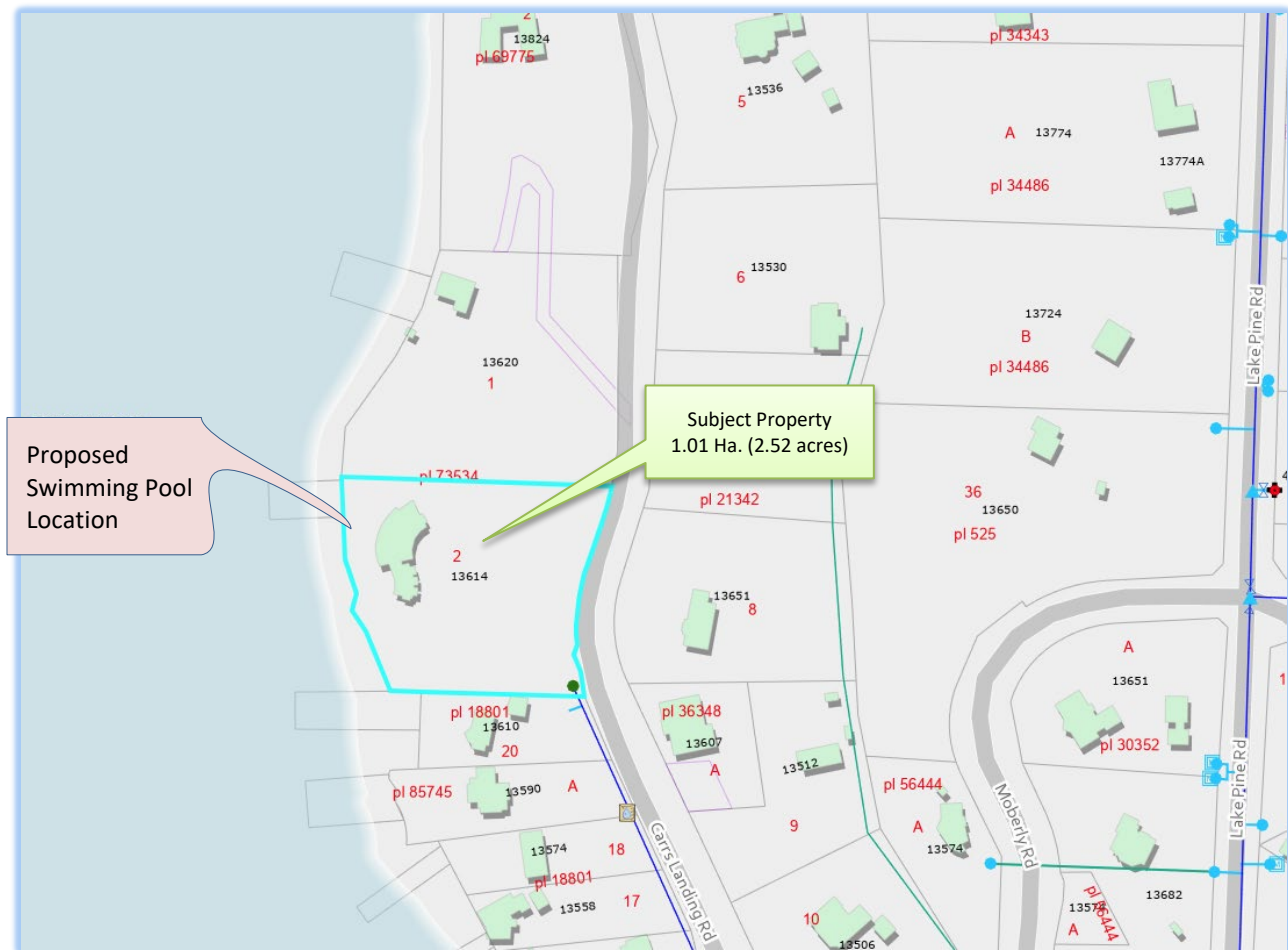 2
13824
pl 69775
13536
5
pl 34343
A
13774
13774A
pl 34486
6
13530
13724
B
pl 34486
Lake Pine Rd
13620
1
Subject Property
1.01 Ha. (2.52 acres)
Proposed
Swimming Pool
Location
pl 73534
pl 21342
36
13650
pl 525
4
2
13614
13651
8
A
13651
1
pl 30352
pl 18801
13610
20
pl 36348
13607
A
13512
9
pl 56444
A
13574
Moberly Rd
Lake Pine Rd
pl 85745
13590
A
Carrs Landing Rd
13574
18
pl 18801
13558
17
10
13506
13574
A
13682